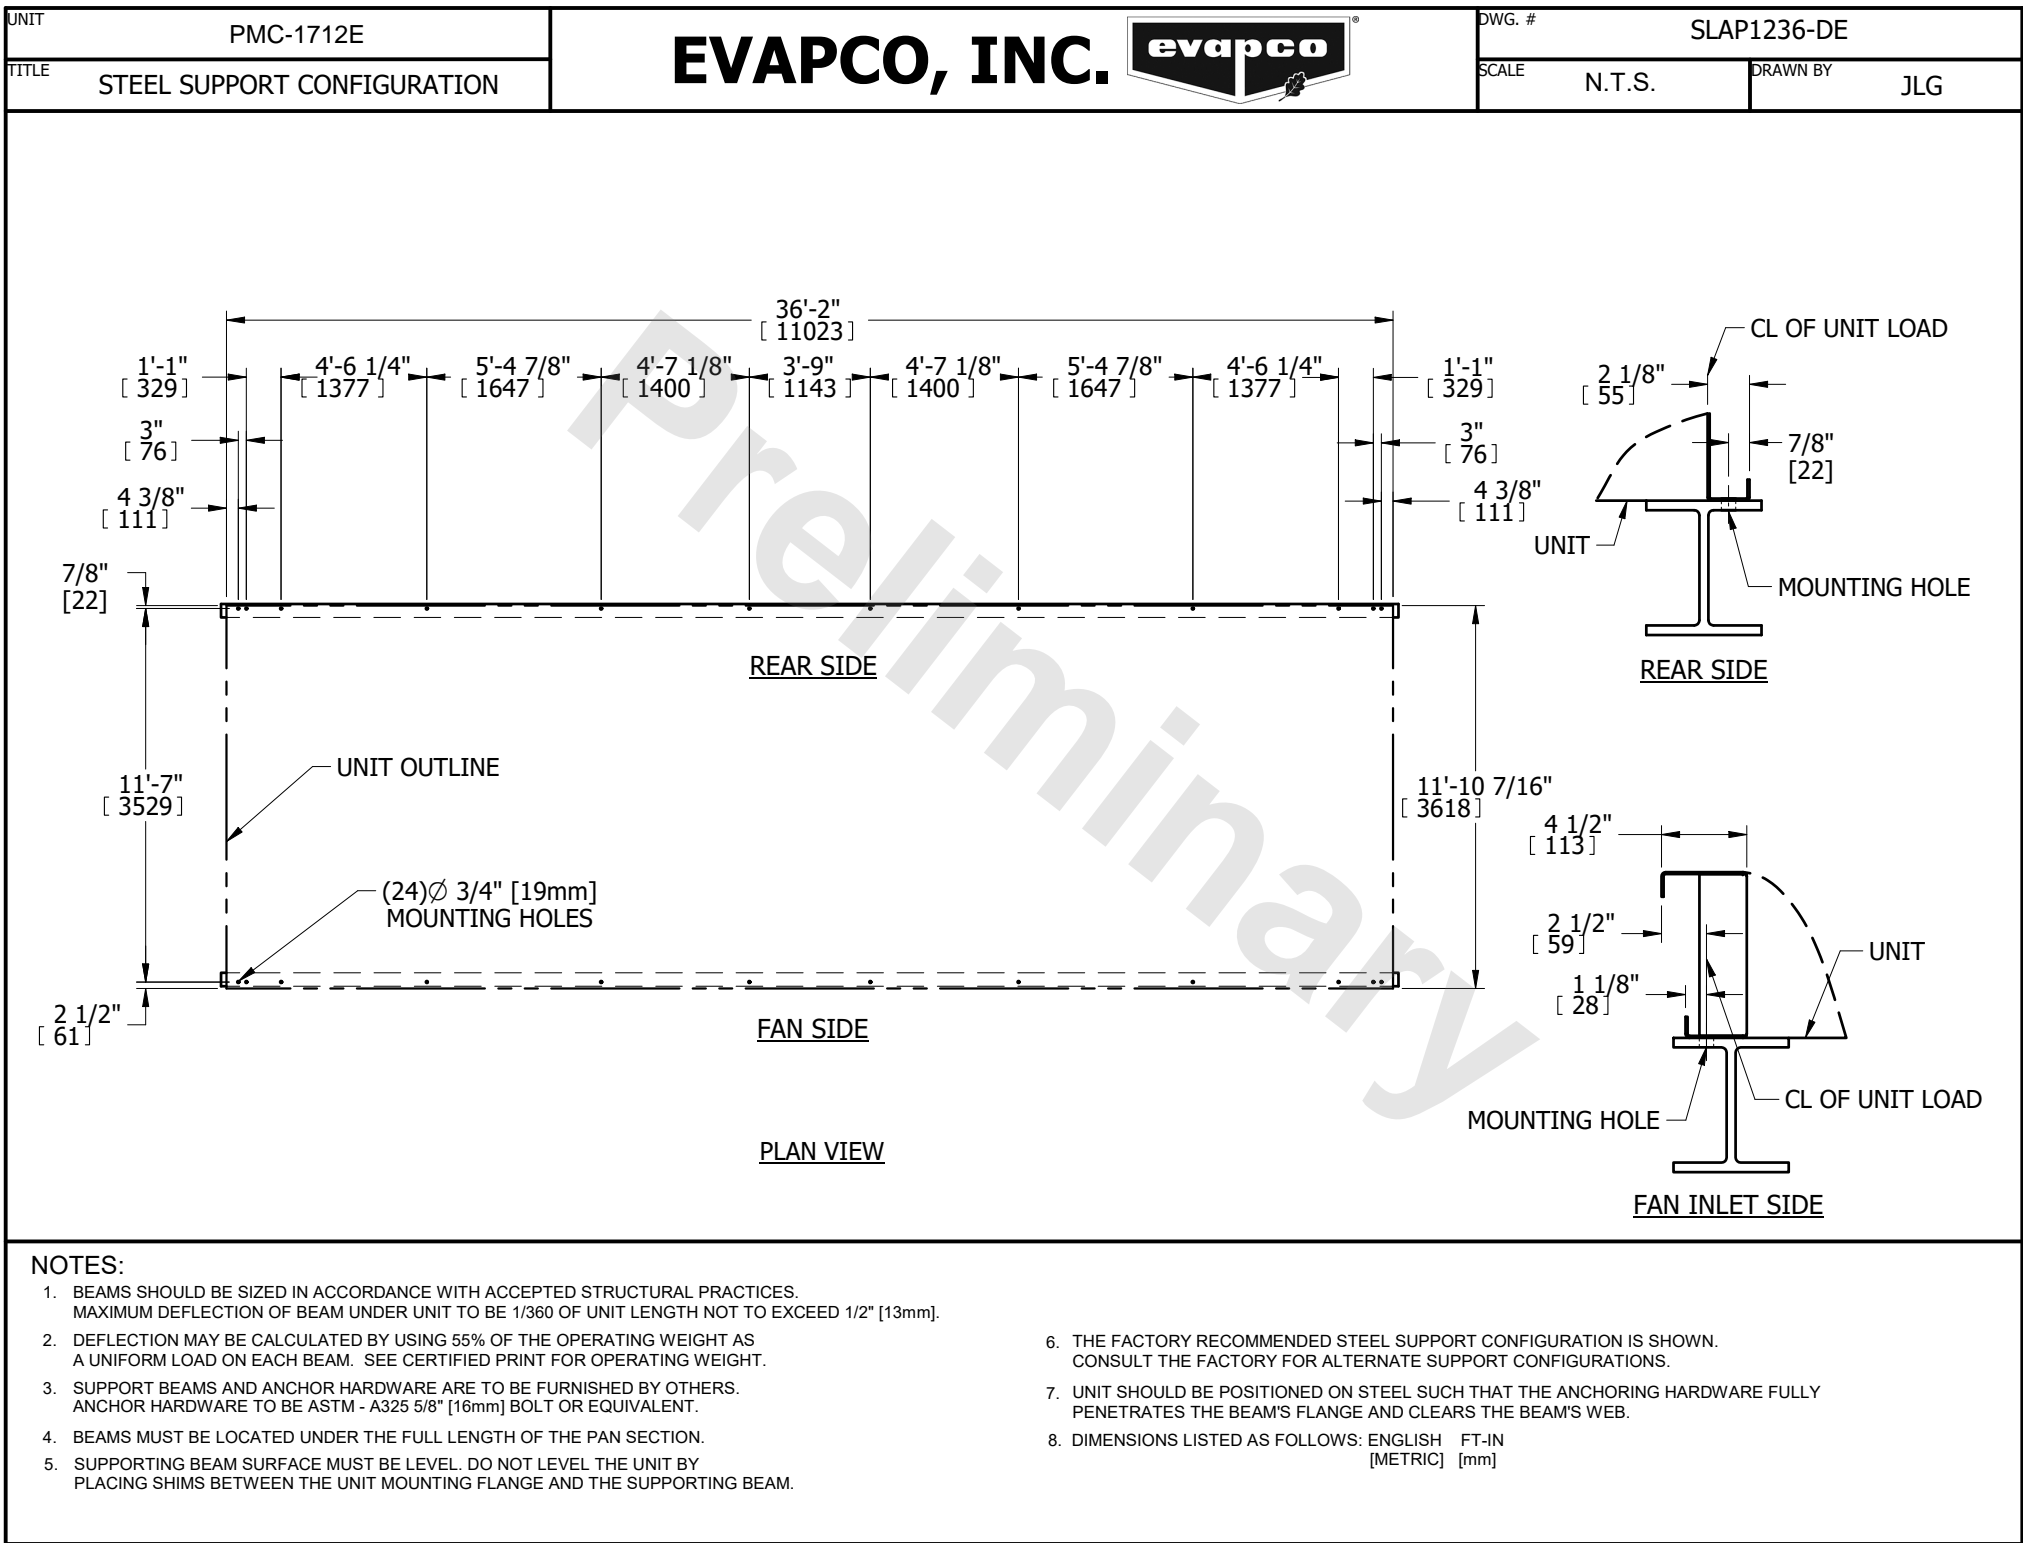 UNIT
PMC-1712E
TITLE
STEEL SUPPORT CONFIGURATION
EVAPCO, INC.
evapco
®
DWG. #
SLAP1236-DE
SCALE
N.T.S.
DRAWN BY
JLG
36'-2"
[ 11023]
1'-1"
[ 329]
4'-6 1/4"
[ 1377 ]
5'-4 7/8"
[ 1647 ]
4'-7 1/8"
[ 1400 ]
3'-9"
[ 1143 ]
4'-7 1/8"
[ 1400 ]
5'-4 7/8"
[ 1647 ]
4'-6 1/4"
[ 1377 ]
1'-1"
[ 329]
3"
[ 76]
3"
[ 76]
4 3/8"
[ 111]
4 3/8"
[ 111]
7/8"
[22]
REAR SIDE
UNIT OUTLINE
11'-7"
[ 3529]
11'-10 7/16"
[ 3618]
(24)Ø 3/4" [19mm]
MOUNTING HOLES
2 1/2"
[ 61]
FAN SIDE
PLAN VIEW
Preliminary
CL OF UNIT LOAD
2 1/8"
[ 55]
7/8"
[22]
UNIT
MOUNTING HOLE
REAR SIDE
4 1/2"
[ 113]
2 1/2"
[ 59]
UNIT
1 1/8"
[ 28]
CL OF UNIT LOAD
MOUNTING HOLE
FAN INLET SIDE
NOTES:
1. BEAMS SHOULD BE SIZED IN ACCORDANCE WITH ACCEPTED STRUCTURAL PRACTICES.
MAXIMUM DEFLECTION OF BEAM UNDER UNIT TO BE 1/360 OF UNIT LENGTH NOT TO EXCEED 1/2" [13mm].
2. DEFLECTION MAY BE CALCULATED BY USING 55% OF THE OPERATING WEIGHT AS
A UNIFORM LOAD ON EACH BEAM. SEE CERTIFIED PRINT FOR OPERATING WEIGHT.
3. SUPPORT BEAMS AND ANCHOR HARDWARE ARE TO BE FURNISHED BY OTHERS.
ANCHOR HARDWARE TO BE ASTM - A325 5/8" [16mm] BOLT OR EQUIVALENT.
4. BEAMS MUST BE LOCATED UNDER THE FULL LENGTH OF THE PAN SECTION.
5. SUPPORTING BEAM SURFACE MUST BE LEVEL. DO NOT LEVEL THE UNIT BY
PLACING SHIMS BETWEEN THE UNIT MOUNTING FLANGE AND THE SUPPORTING BEAM.
6. THE FACTORY RECOMMENDED STEEL SUPPORT CONFIGURATION IS SHOWN.
CONSULT THE FACTORY FOR ALTERNATE SUPPORT CONFIGURATIONS.
7. UNIT SHOULD BE POSITIONED ON STEEL SUCH THAT THE ANCHORING HARDWARE FULLY
PENETRATES THE BEAM'S FLANGE AND CLEARS THE BEAM'S WEB.
8. DIMENSIONS LISTED AS FOLLOWS: ENGLISH FT-IN
[METRIC] [mm]